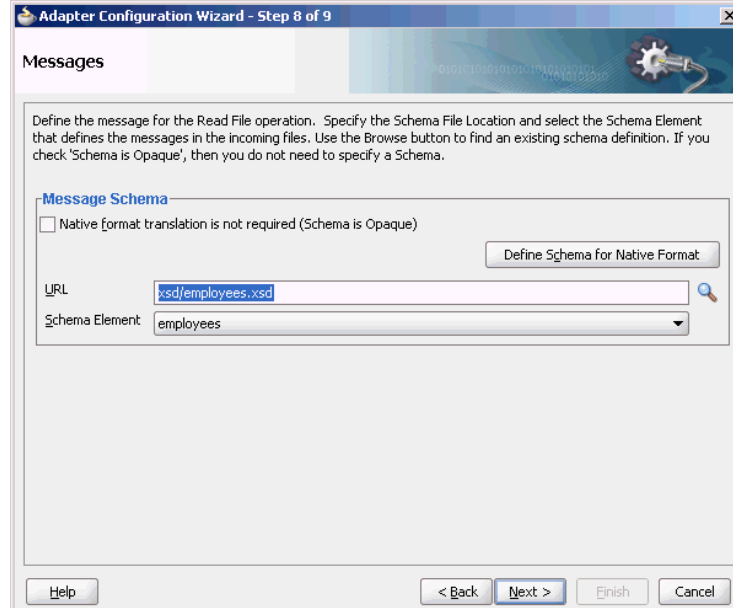 Adapter Configuration Wizard - Step 8 of 9
Messages
Define the message for the Read File operation. Specify the Schema File Location and select the Schema Element
that defines the messages in the incoming files. Use the Browse button to find an existing schema definition. If you
check 'Schema is Opaque', then you do not need to specify a Schema.
Message Schema
Native format translation is not required (Schema is Opaque)
Define Schema for Native Format
URL
xsd/employees.xsd
Schema Element
employees
Help
< Back
Next >
Finish
Cancel